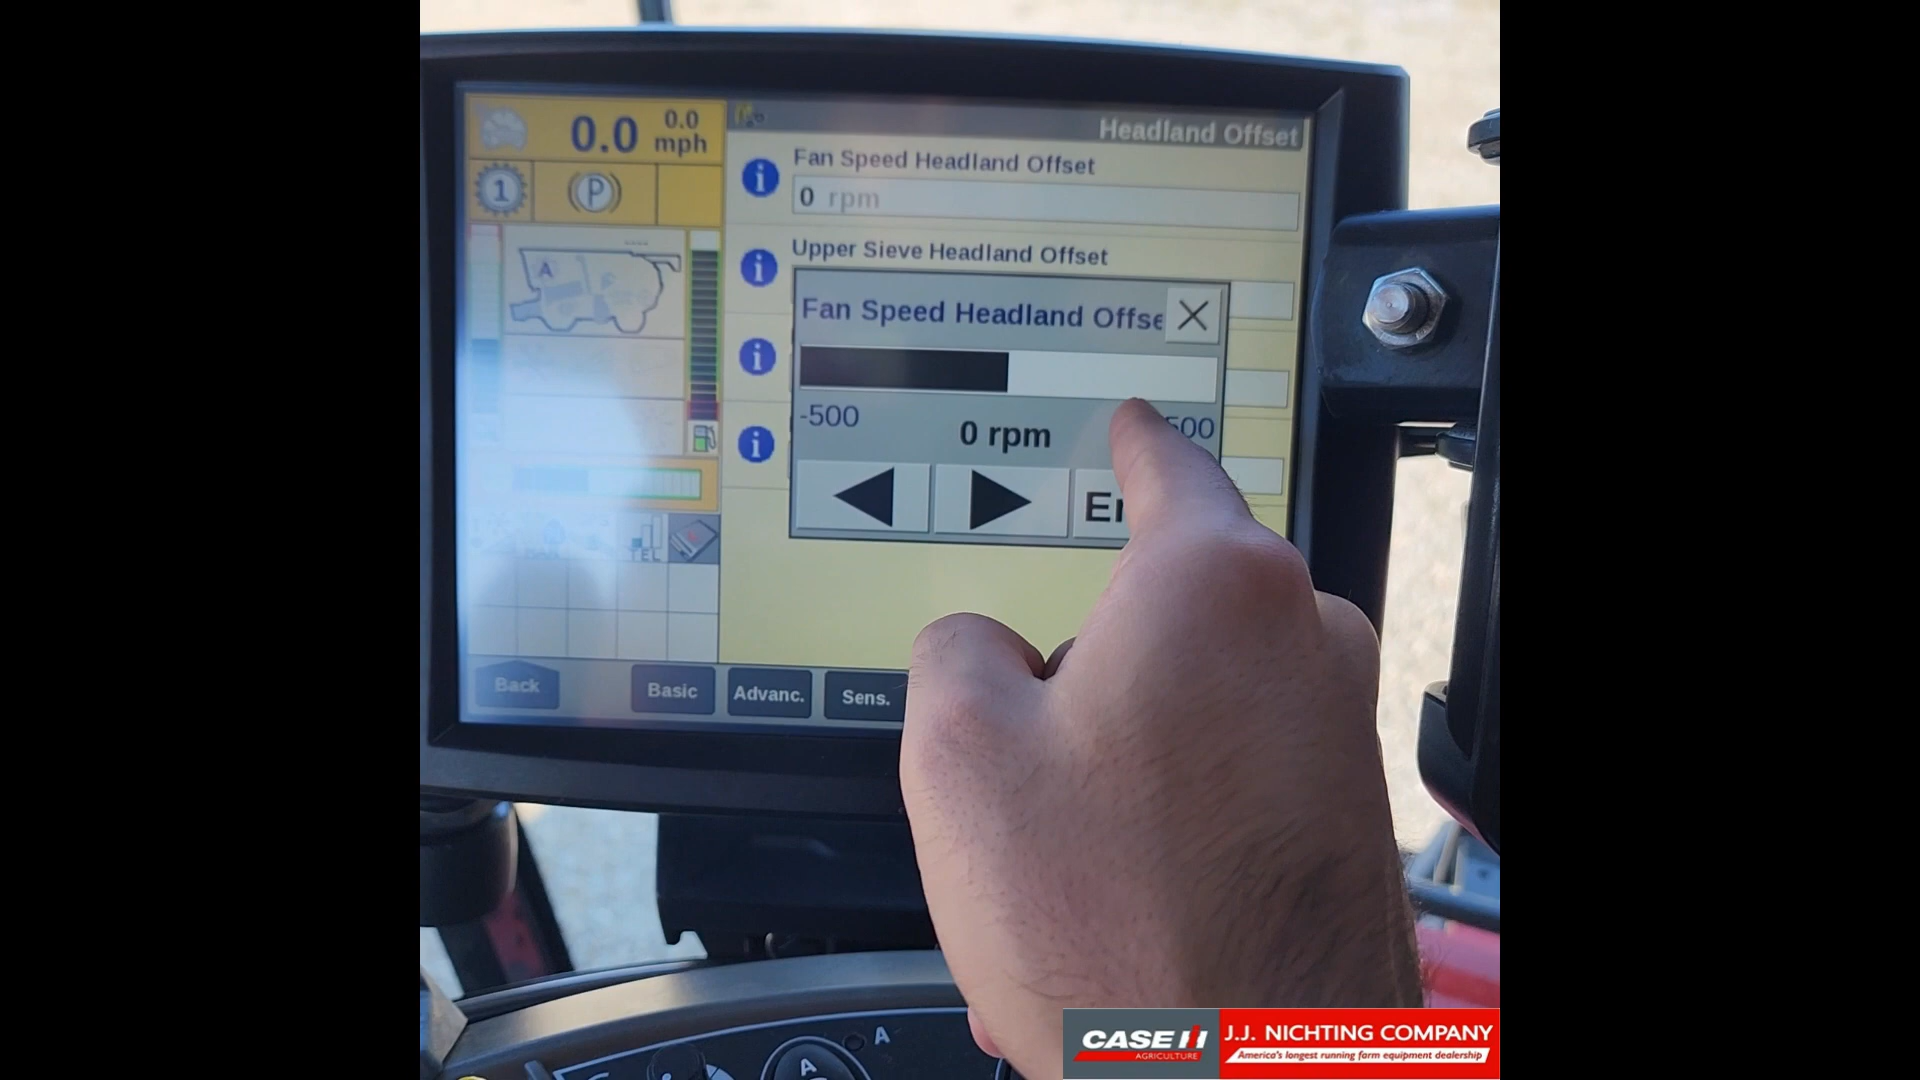 0.0
0.0
mph
Headland Offset
1
P
Fan Speed Headland Offset
0 rpm
Upper Sieve Headland Offset
A
Fan Speed Headland Offse
-500
0 rpm
500
TEL
Back
Basic
Advanc.
Sens.
A
A
CASE IH
AGRICULTURE
J.J. NICHTING COMPANY
America's longest running farm equipment dealership